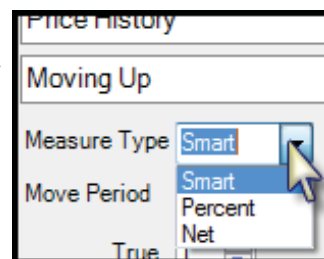 Price History
Moving Up
Measure Type Smart
Smart
Move Period
Percent
Net
True